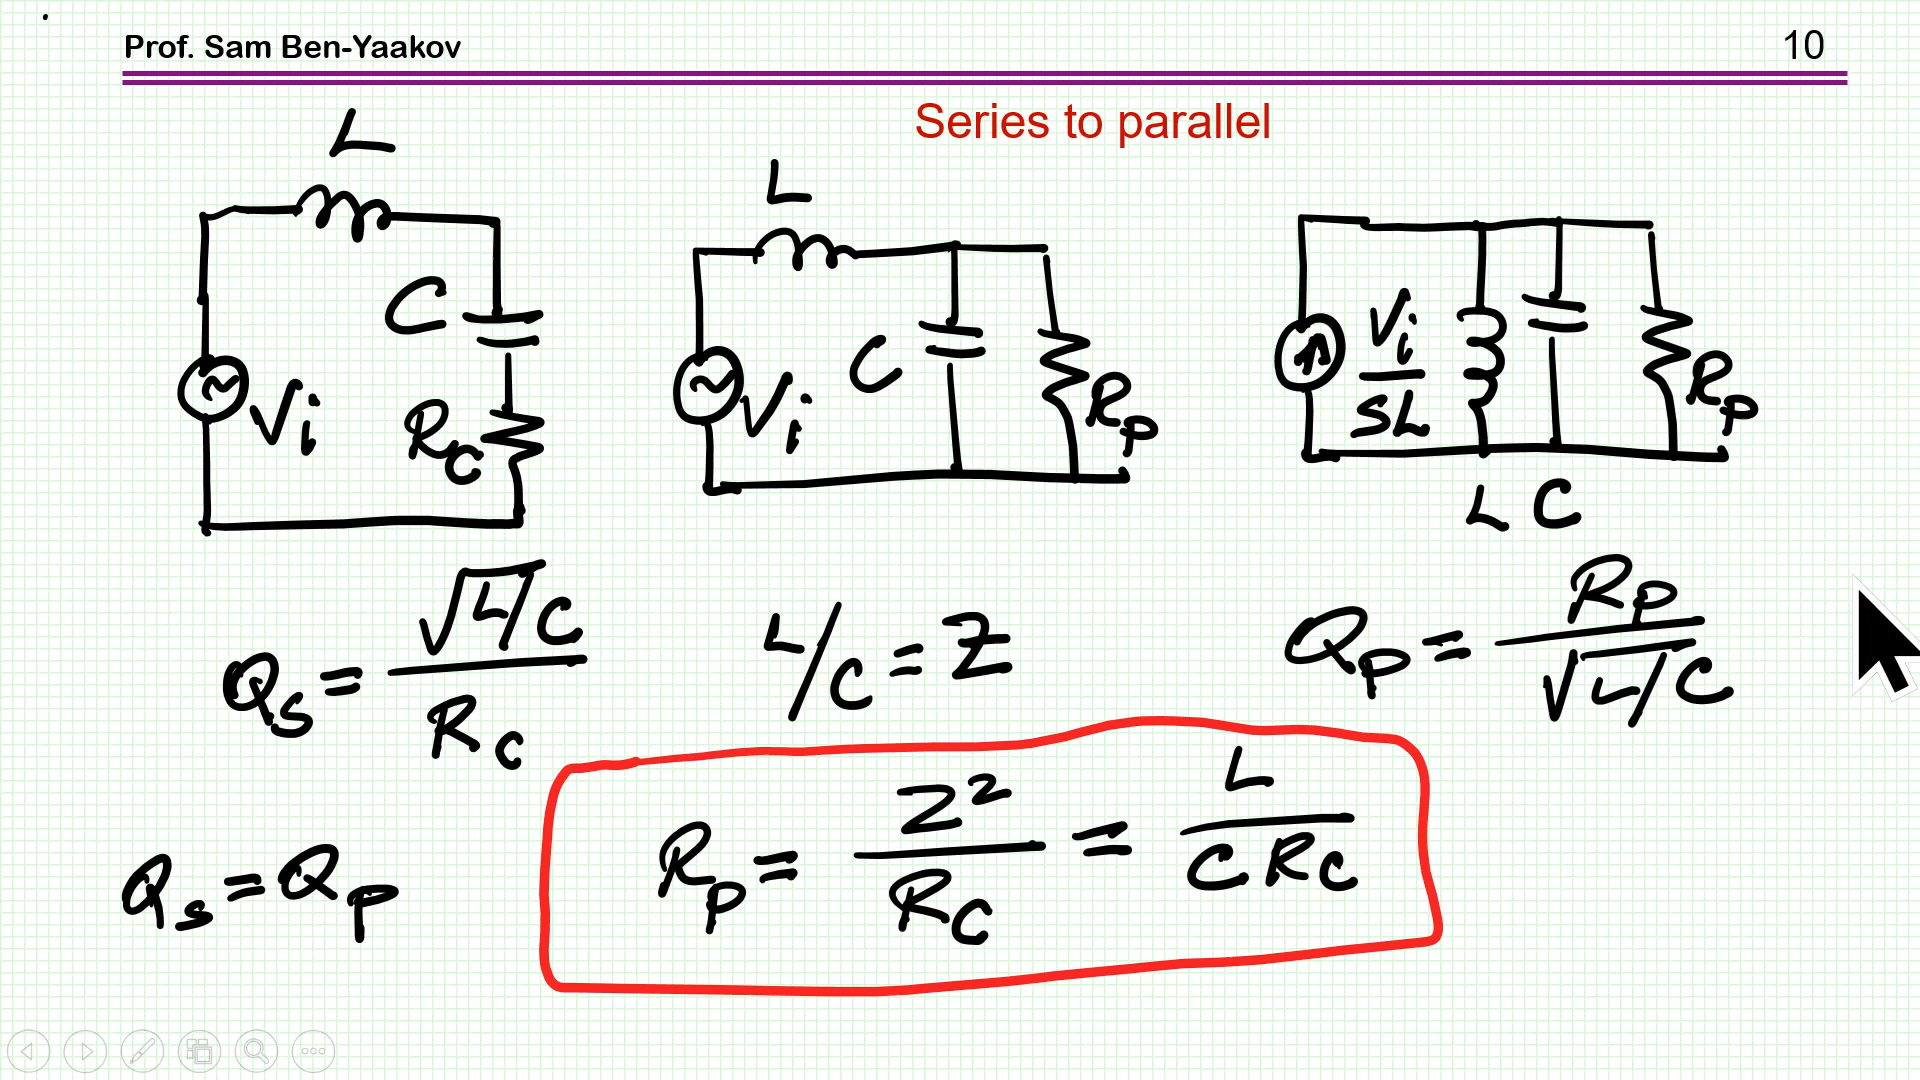 Prof. Sam Ben-Yaakov 10
Series to parallel
L
C
Vi
Rc
L
C
Vi
Rp
Vi/SL
Rp
L C
Qs = √L/C / Rc
L/C = Z
Qp = Rp / √L/C
Qs = Qp
Rp = Z² / Rc = L / C Rc